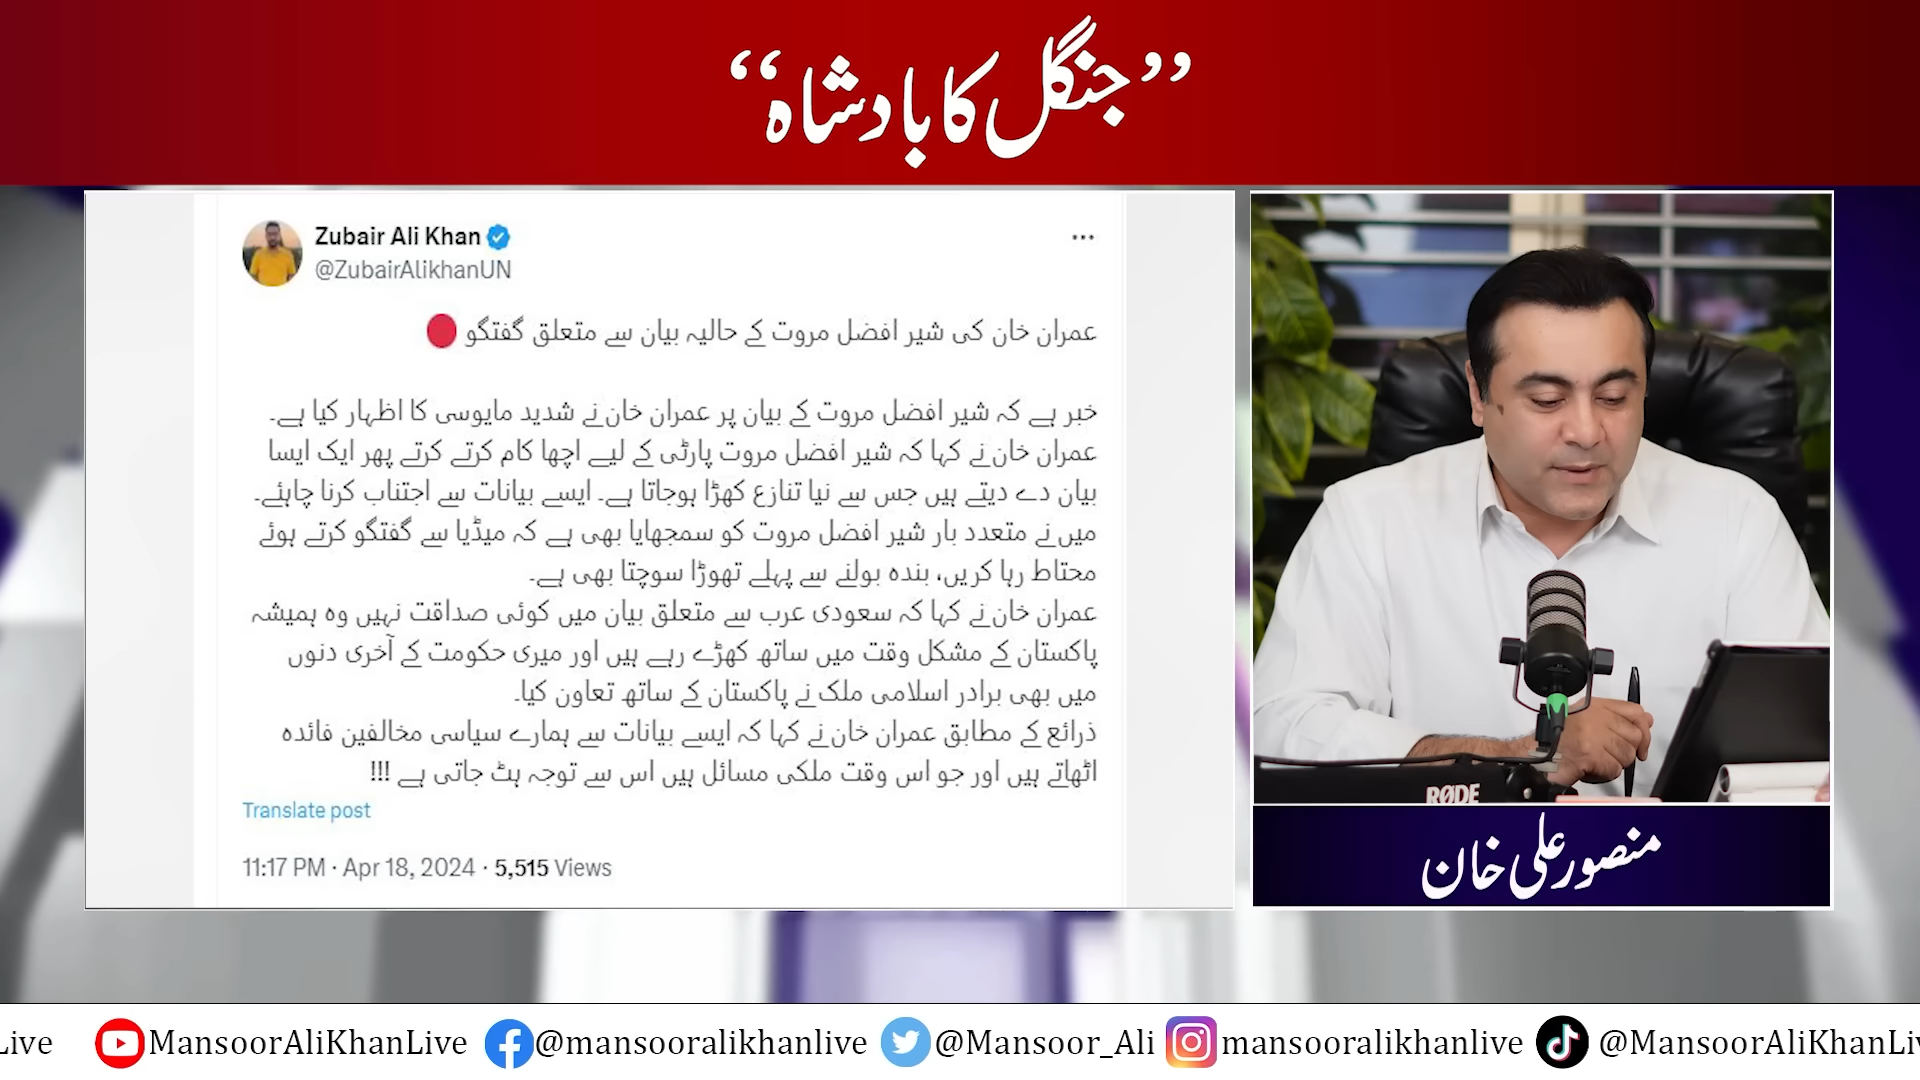 ”جنگل کا بادشاہ“
Zubair Ali Khan
@ZubairAlikhanUN
عمران خان کی شیر افضل مروت کے حالیہ بیان سے متعلق گفتگو
خبر ہے کہ شیر افضل مروت کے بیان پر عمران خان نے شدید مایوسی کا اظہار کیا ہے۔
عمران خان نے کہا کہ شیر افضل مروت پارٹی کے لیے اچھا کام کرتے کرتے پھر ایک ایسا
بیان دے دیتے ہیں جس سے نیا تنازع کھڑا ہوجاتا ہے۔ ایسے بیانات سے اجتناب کرنا چاہئے۔
میں نے متعدد بار شیر افضل مروت کو سمجھایا بھی ہے کہ میڈیا سے گفتگو کرتے ہوئے
محتاط رہا کریں، بندہ بولنے سے پہلے تھوڑا سوچتا بھی ہے۔
عمران خان نے کہا کہ سعودی عرب سے متعلق بیان میں کوئی صداقت نہیں وہ ہمیشہ
پاکستان کے مشکل وقت میں ساتھ کھڑے رہے ہیں اور میری حکومت کے آخری دنوں
میں بھی برادر اسلامی ملک نے پاکستان کے ساتھ تعاون کیا۔
ذرائع کے مطابق عمران خان نے کہا کہ ایسے بیانات سے ہمارے سیاسی مخالفین فائدہ
اٹھاتے ہیں اور جو اس وقت ملکی مسائل ہیں اس سے توجہ ہٹ جاتی ہے !!!
Translate post
11:17 PM · Apr 18, 2024 · 5,515 Views
RØDE
منصور علی خان
Live MansoorAliKhanLive @mansooralikhanlive @Mansoor_Ali mansooralikhanlive @MansoorAliKhanLiv